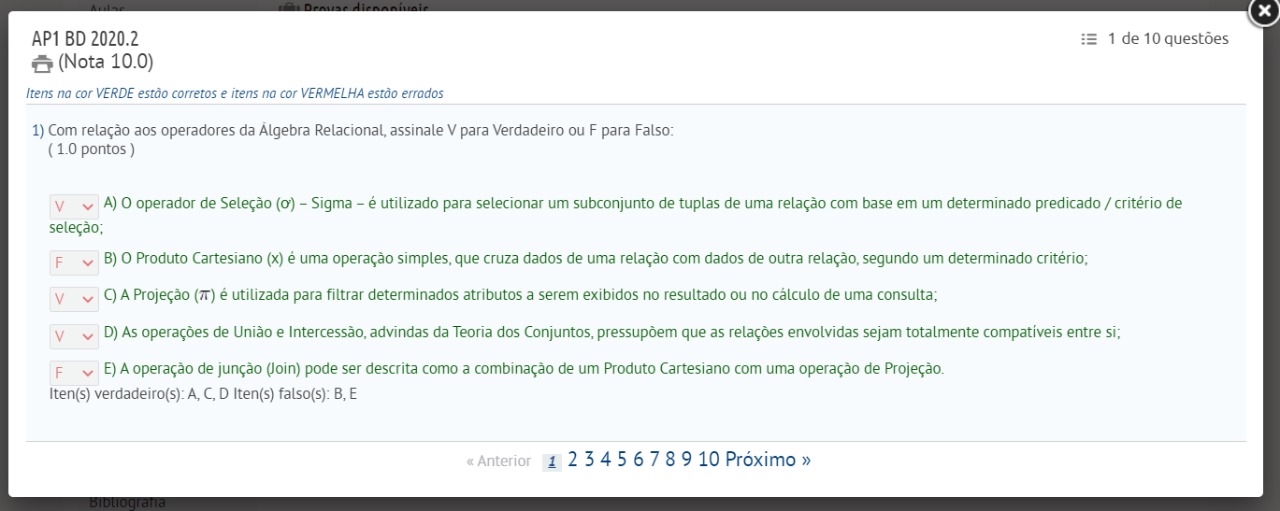 Aulas
Provas disponíveis
AP1 BD 2020.2
(Nota 10.0)
1 de 10 questões
Itens na cor VERDE estão corretos e itens na cor VERMELHA estão errados
1) Com relação aos operadores da Álgebra Relacional, assinale V para Verdadeiro ou F para Falso:
( 1.0 pontos )
V A) O operador de Seleção (σ) – Sigma – é utilizado para selecionar um subconjunto de tuplas de uma relação com base em um determinado predicado / critério de
seleção;
F B) O Produto Cartesiano (x) é uma operação simples, que cruza dados de uma relação com dados de outra relação, segundo um determinado critério;
V C) A Projeção (π) é utilizada para filtrar determinados atributos a serem exibidos no resultado ou no cálculo de uma consulta;
V D) As operações de União e Intercessão, advindas da Teoria dos Conjuntos, pressupõem que as relações envolvidas sejam totalmente compatíveis entre si;
F E) A operação de junção (Join) pode ser descrita como a combinação de um Produto Cartesiano com uma operação de Projeção.
Iten(s) verdadeiro(s): A, C, D Iten(s) falso(s): B, E
« Anterior 1 2 3 4 5 6 7 8 9 10 Próximo »
Bibliografia